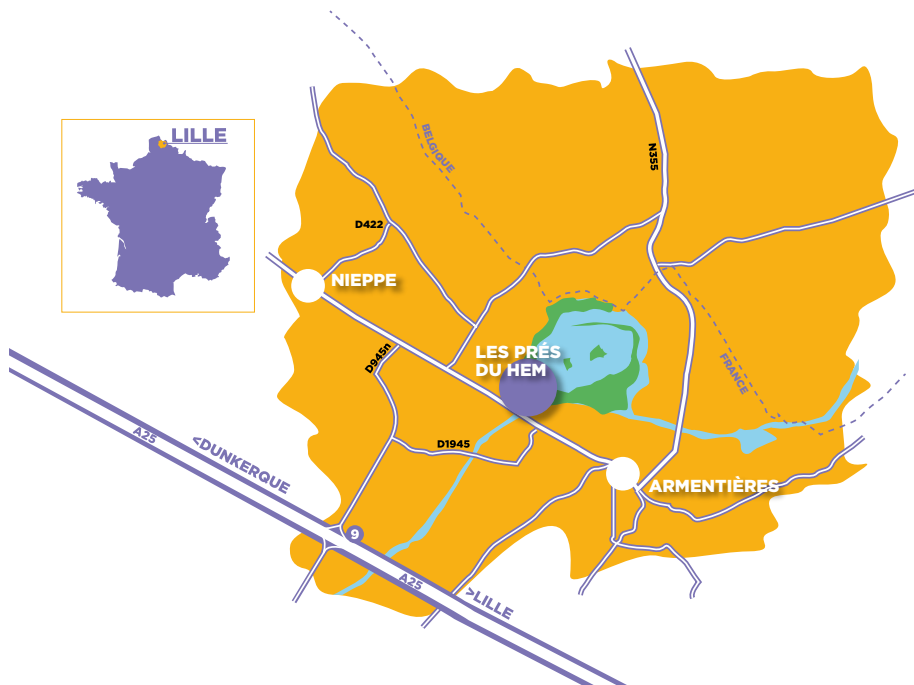 LILLE
BELGIQUE
N355
D422
NIEPPE
LES PRÉS
DU HEM
D945n
FRANCE
A25
<DUNKERQUE
D1945
ARMENTIÈRES
9
A25
>LILLE